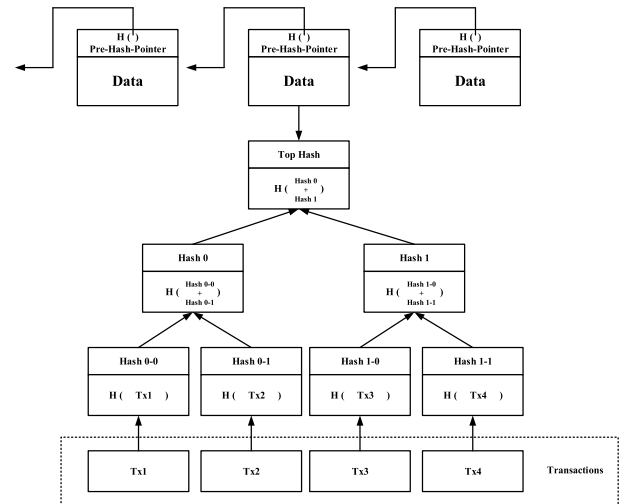 H ( ) H ( ) H ( )
Pre-Hash-Pointer Pre-Hash-Pointer Pre-Hash-Pointer
Data Data Data
Top Hash
H ( Hash 0 + Hash 1 )
Hash 0 Hash 1
H ( Hash 0-0 + Hash 0-1 ) H ( Hash 1-0 + Hash 1-1 )
Hash 0-0 Hash 0-1 Hash 1-0 Hash 1-1
H ( Tx1 ) H ( Tx2 ) H ( Tx3 ) H ( Tx4 )
Tx1 Tx2 Tx3 Tx4 Transactions